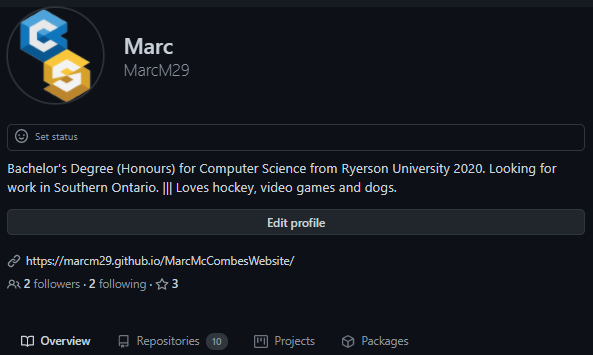 Marc
MarcM29
Set status
Bachelor's Degree (Honours) for Computer Science from Ryerson University 2020. Looking for
work in Southern Ontario. ||| Loves hockey, video games and dogs.
Edit profile
https://marcm29.github.io/MarcMcCombesWebsite/
2 followers · 2 following · 3
Overview Repositories 10 Projects Packages